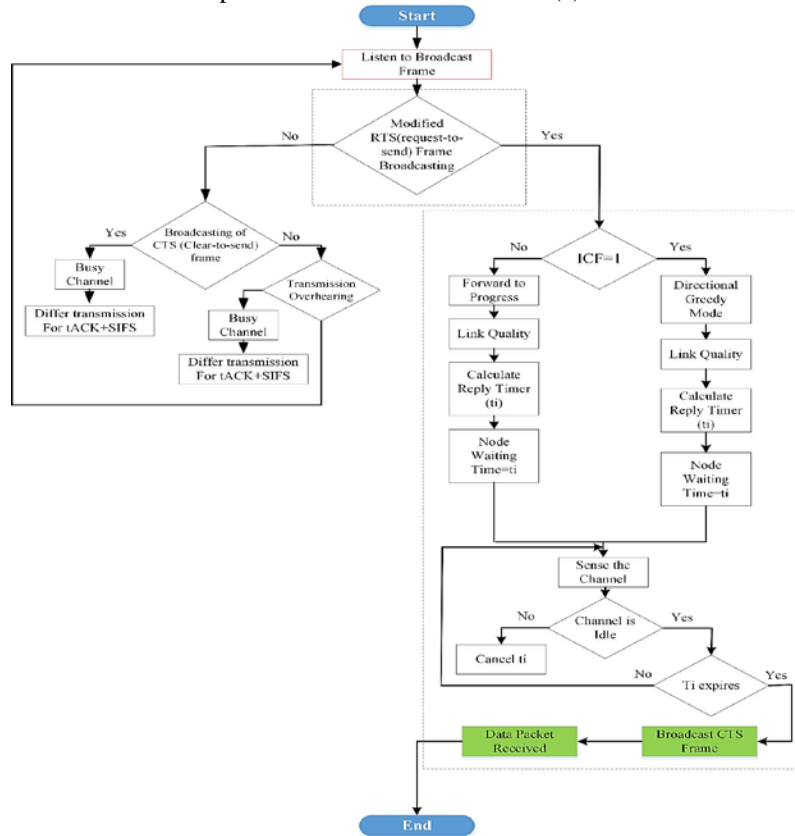 Start
Listen to Broadcast
Frame
Modified
RTS(request-to-
send) Frame
Broadcasting
No
Yes
Broadcasting of
CTS (Clear-to-send)
frame
Yes
No
Busy
Channel
Differ transmission
For tACK+SIFS
Transmission
Overhearing
Busy
Channel
Differ transmission
For tACK+SIFS
ICF=1
No
Yes
Forward to
Progress
Link Quality
Calculate
Reply Timer
(ti)
Node
Waiting
Time=ti
Directional
Greedy
Mode
Link Quality
Calculate
Reply Timer
(ti)
Node
Waiting
Time=ti
Sense the
Channel
Channel is
Idle
No
Yes
Cancel ti
Ti expires
No
Yes
Broadcast CTS
Frame
Data Packet
Received
End